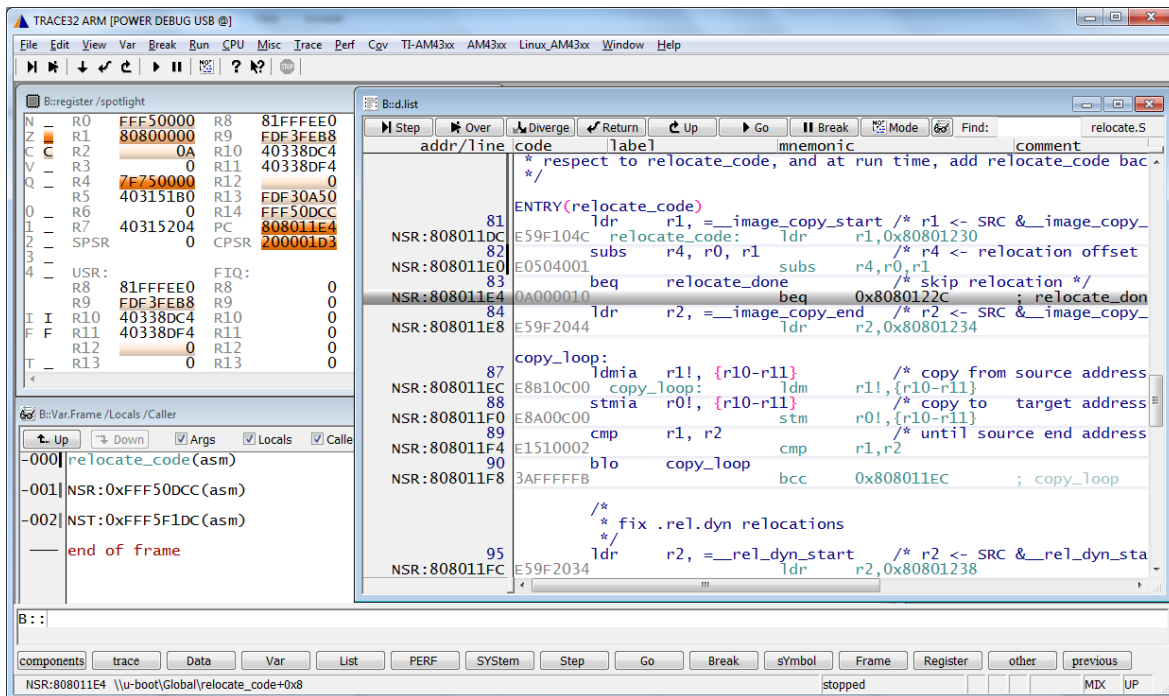 TRACE32 ARM [POWER DEBUG USB @]
File Edit View Var Break Run CPU Misc Trace Perf Cov TI-AM43xx AM43xx Linux_AM43xx Window Help
B::register /spotlight
N _ R0 FFF50000 R8 81FFFEE0
Z _ R1 80800000 R9 FDF3FEB8
C C R2 0A R10 40338DC4
V _ R3 0 R11 40338DF4
Q _ R4 7F750000 R12 0
R5 403151B0 R13 FDF30A50
0 _ R6 0 R14 FFF50DCC
1 _ R7 40315204 PC 808011E4
2 _ SPSR 0 CPSR 200001D3
3 _
4 _ USR: FIQ:
R8 81FFFEE0 R8 0
R9 FDF3FEB8 R9 0
I I R10 40338DC4 R10 0
F F R11 40338DF4 R11 0
R12 0 R12 0
T _ R13 0 R13 0
B::Var.Frame /Locals /Caller
Up Down Args Locals Calle
-000 relocate_code(asm)
-001 NSR:0xFFF50DCC(asm)
-002 NST:0xFFF5F1DC(asm)
end of frame
B::d.list
Step Over Diverge Return Up Go Break Mode Find: relocate.S
addr/line code label mnemonic comment
* respect to relocate_code, and at run time, add relocate_code bac
*/
ENTRY(relocate_code)
81 ldr r1, =__image_copy_start /* r1 <- SRC &__image_copy_
NSR:808011DC E59F104C relocate_code: ldr r1,0x80801230
82 subs r4, r0, r1 /* r4 <- relocation offset
NSR:808011E0 E0504001 subs r4,r0,r1
83 beq relocate_done /* skip relocation */
NSR:808011E4 0A000010 beq 0x8080122C ; relocate_don
84 ldr r2, =__image_copy_end /* r2 <- SRC &__image_copy_
NSR:808011E8 E59F2044 ldr r2,0x80801234
copy_loop:
87 ldmia r1!, {r10-r11} /* copy from source address
NSR:808011EC E8B10C00 copy_loop: ldm r1!,{r10-r11}
88 stmia r0!, {r10-r11} /* copy to target address
NSR:808011F0 E8A00C00 stm r0!,{r10-r11}
89 cmp r1, r2 /* until source end address
NSR:808011F4 E1510002 cmp r1,r2
90 blo copy_loop
NSR:808011F8 3AFFFFFB bcc 0x808011EC ; copy_loop
/*
* fix .rel.dyn relocations
*/
95 ldr r2, =__rel_dyn_start /* r2 <- SRC &__rel_dyn_sta
NSR:808011FC E59F2034 ldr r2,0x80801238
B::
components trace Data Var List PERF SYStem Step Go Break sYmbol Frame Register other previous
NSR:808011E4 \\u-boot\Global\relocate_code+0x8 stopped MIX UP